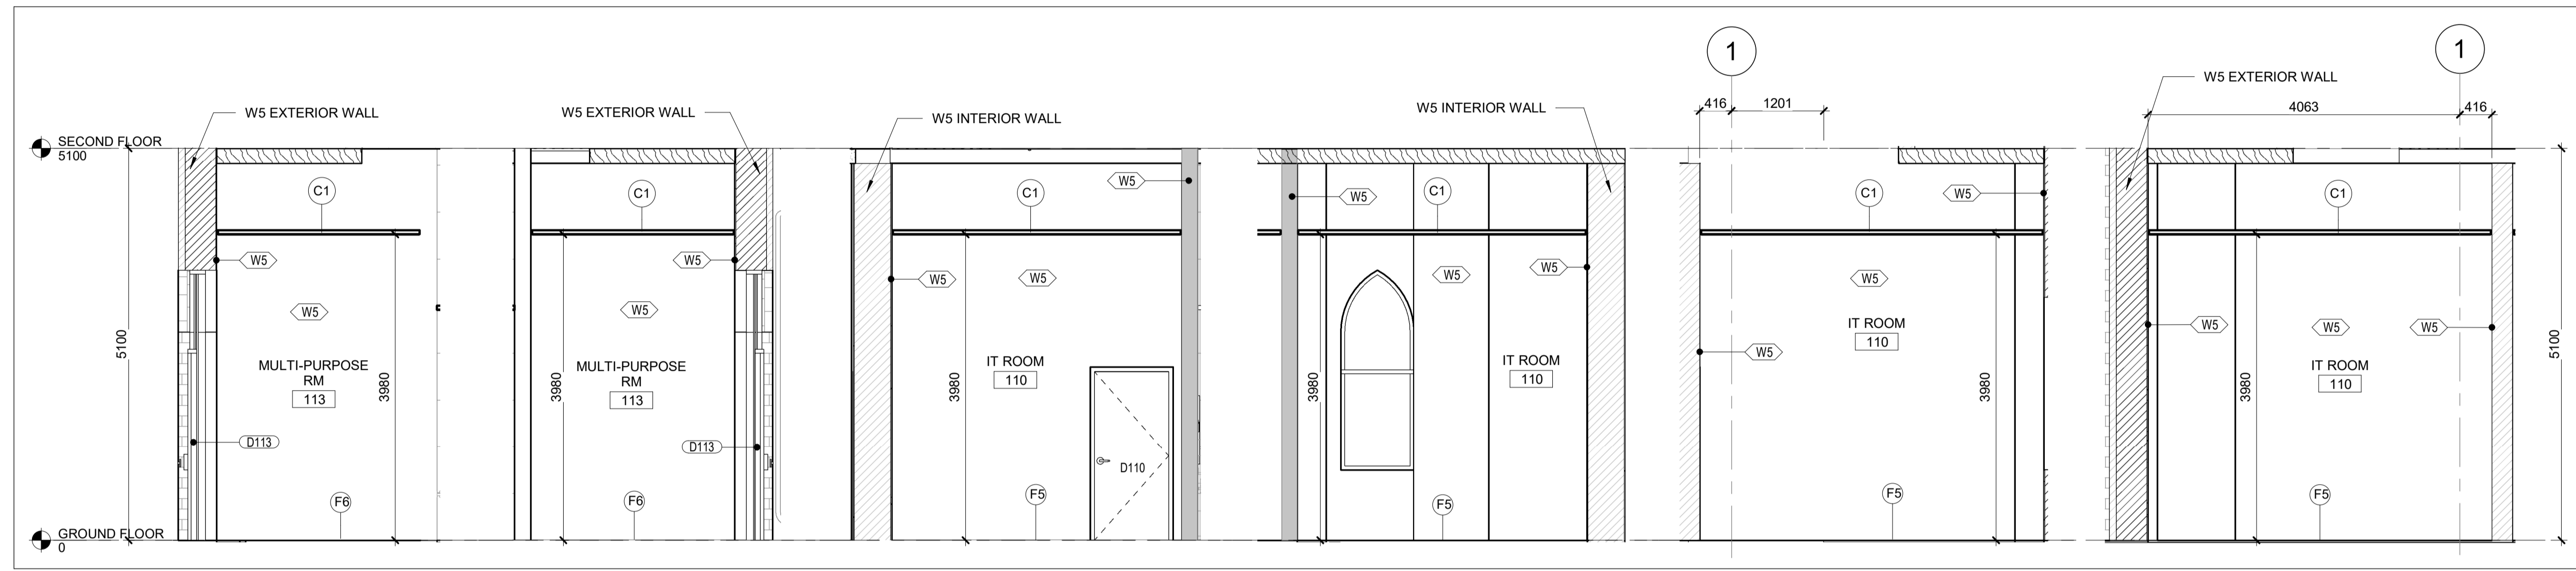 SECOND FLOOR
5100
GROUND FLOOR
0
5100
W5 EXTERIOR WALL
C1
W5
W5
MULTI-PURPOSE
RM
113
3980
D113
F6
W5 EXTERIOR WALL
C1
W5
W5
MULTI-PURPOSE
RM
113
3980
D113
F6
W5 INTERIOR WALL
W5
C1
W5
W5
IT ROOM
110
3980
D110
F5
W5 INTERIOR WALL
W5
C1
W5
W5
IT ROOM
110
3980
F5
1
416
1201
C1
W5
W5
IT ROOM
110
W5
3980
F5
1
W5 EXTERIOR WALL
4063
416
C1
W5
W5
W5
IT ROOM
110
3980
F5
5100